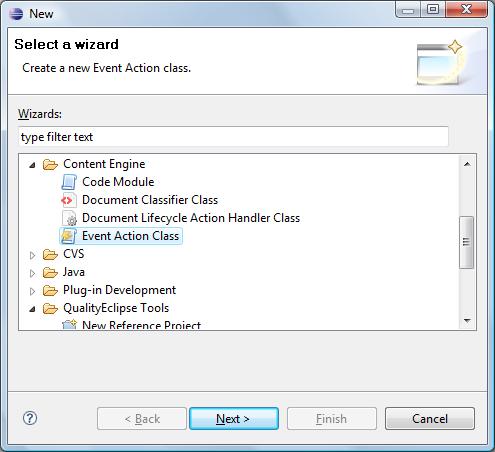 New
Select a wizard
Create a new Event Action class.
Wizards:
type filter text
Content Engine
Code Module
Document Classifier Class
Document Lifecycle Action Handler Class
Event Action Class
CVS
Java
Plug-in Development
QualityEclipse Tools
New Reference Project
< Back
Next >
Finish
Cancel